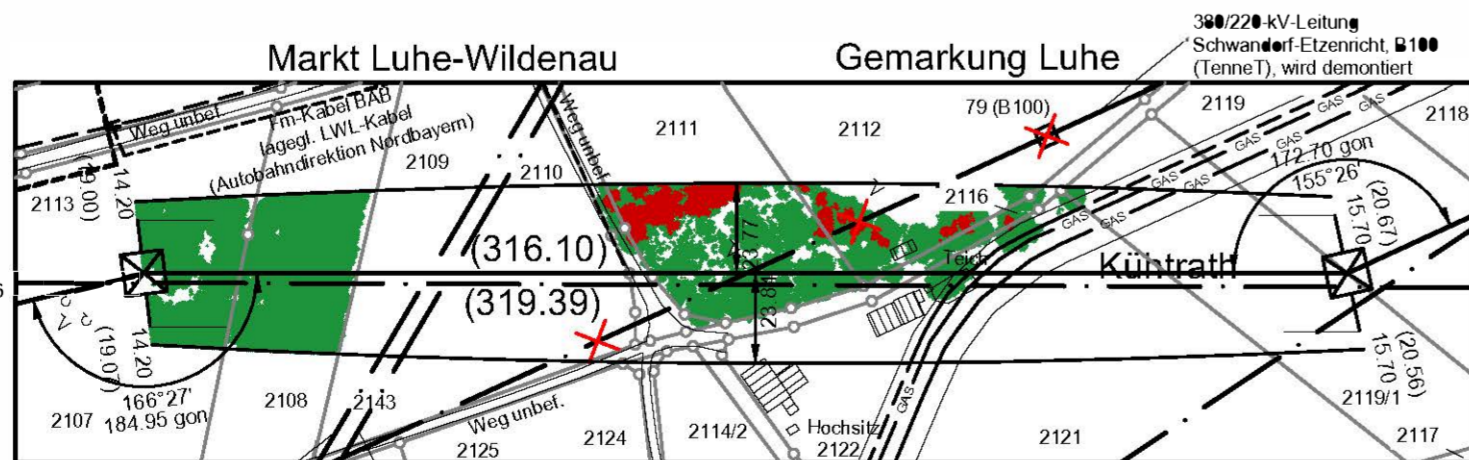 380/220-kV-Leitung
Schwandorf-Etzenricht, B100
(TenneT), wird demontiert
Markt Luhe-Wildenau
Gemarkung Luhe
79 (B100)
2119
2118
2111
2112
Weg unbef.
Fm-Kabel BAB
lagegl. LWL-Kabel
(Autobahndirektion Nordbayern)
Weg unbef.
2109
2110
2113
(19.00)
14.20
GAS
GAS
GAS
GAS
GAS
GAS
GAS
172.70 gon
155°26'
2116
(20.67)
15.70
(316.10)
23.77
Teich
Kühtrath
(319.39)
23.84
(19.07)
14.20
166°27'
184.95 gon
(20.56)
15.70
2107
2108
2143
Weg unbef.
2125
2124
2114/2
Hochsitz
2122
GAS
2121
2119/1
2117